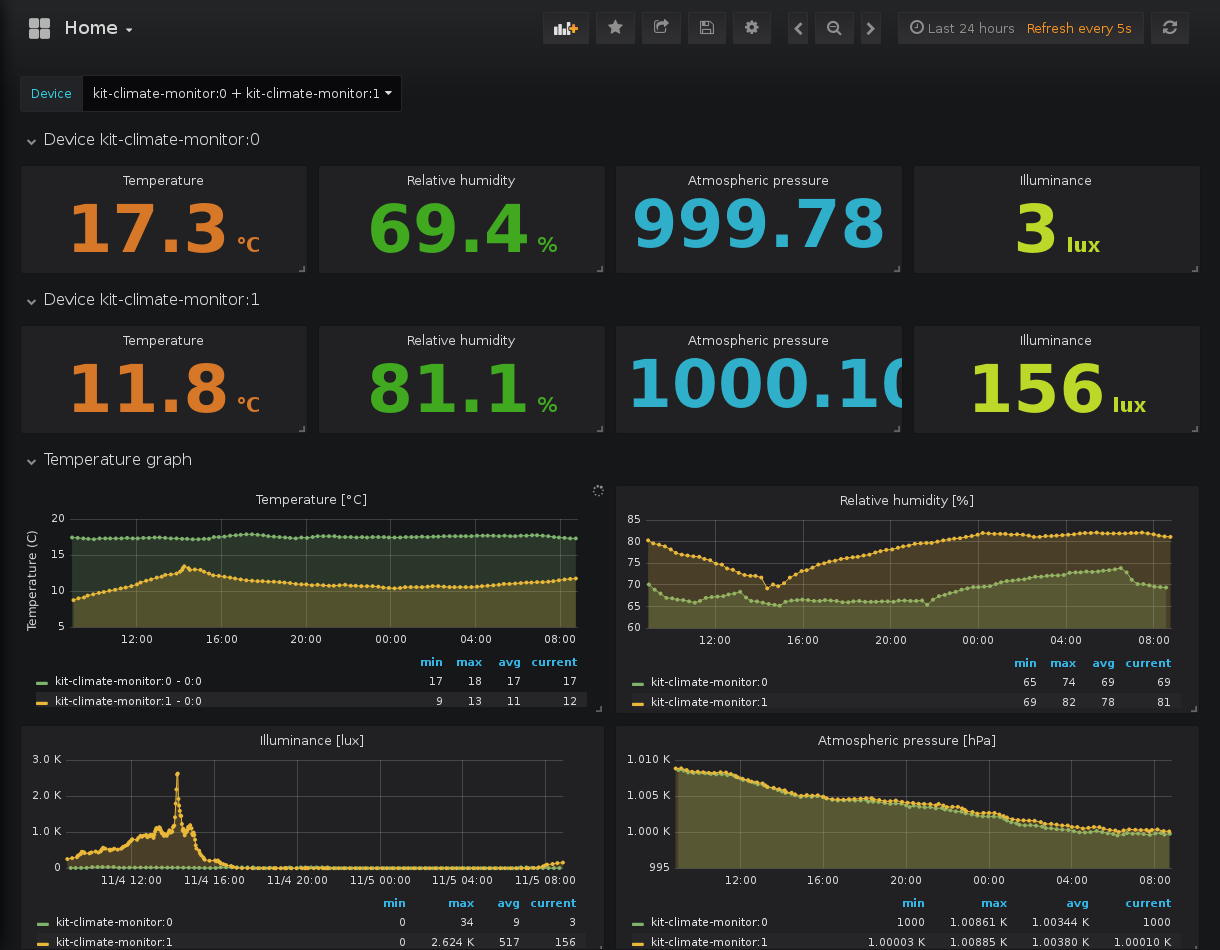 Home
Last 24 hours Refresh every 5s
Device kit-climate-monitor:0 + kit-climate-monitor:1
Device kit-climate-monitor:0
Temperature Relative humidity Atmospheric pressure Illuminance
17.3 °C 69.4 % 999.78 3 lux
Device kit-climate-monitor:1
Temperature Relative humidity Atmospheric pressure Illuminance
11.8 °C 81.1 % 1000.10 156 lux
Temperature graph
Temperature [°C]
Temperature (C)
20
15
10
5
12:00 16:00 20:00 00:00 04:00 08:00
min max avg current
kit-climate-monitor:0 - 0:0 17 18 17 17
kit-climate-monitor:1 - 0:0 9 13 11 12
Relative humidity [%]
85
80
75
70
65
60
12:00 16:00 20:00 00:00 04:00 08:00
min max avg current
kit-climate-monitor:0 65 74 69 69
kit-climate-monitor:1 69 82 78 81
Illuminance [lux]
3.0 K
2.0 K
1.0 K
0
11/4 12:00 11/4 16:00 11/4 20:00 11/5 00:00 11/5 04:00 11/5 08:00
min max avg current
kit-climate-monitor:0 0 34 9 3
kit-climate-monitor:1 0 2.624 K 517 156
Atmospheric pressure [hPa]
1.010 K
1.005 K
1.000 K
995
12:00 16:00 20:00 00:00 04:00 08:00
min max avg current
kit-climate-monitor:0 1000 1.00861 K 1.00344 K 1000
kit-climate-monitor:1 1.00003 K 1.00885 K 1.00380 K 1.00010 K